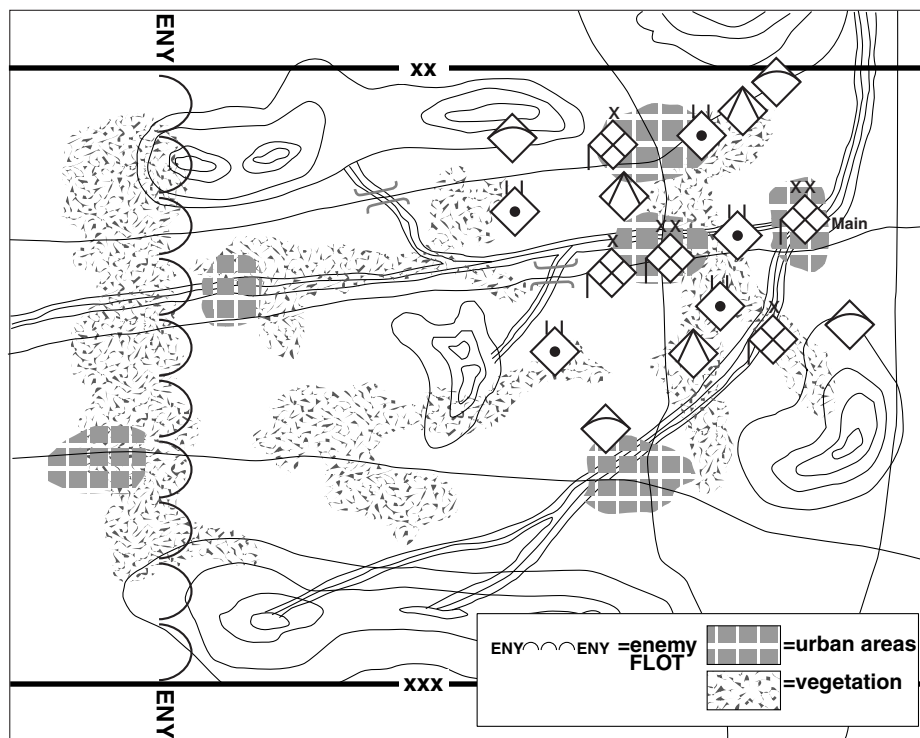 ENY
XX
X
XX
XX
X
Main
X
ENY ENY =enemy
FLOT
=urban areas
=vegetation
XXX
ENY